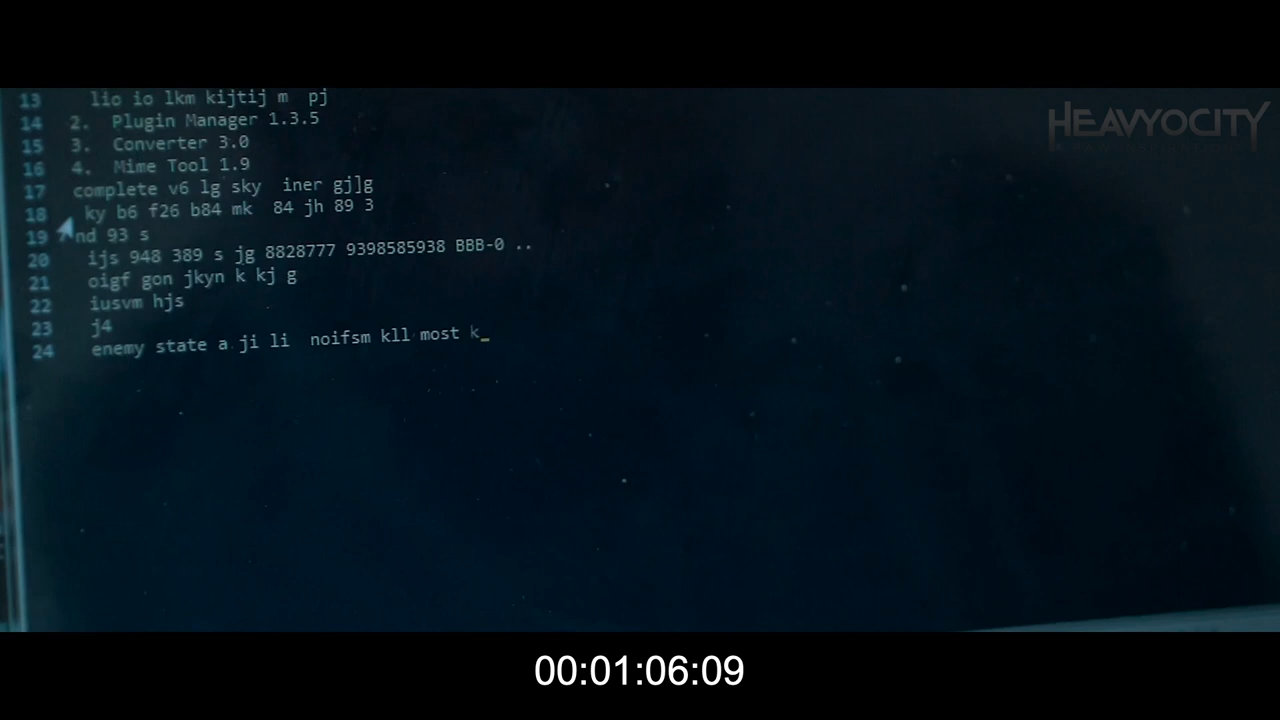 13 lio io lkm kijtij m pj
14 2. Plugin Manager 1.3.5
15 3. Converter 3.0
16 4. Mime Tool 1.9
17 complete v6 lg sky iner gj]g
18 ky b6 f26 b84 mk 84 jh 89 3
19 nd 93 s
20 ijs 948 389 s jg 8828777 9398585938 BBB-0 ..
21 oigf gon jkyn k kj g
22 iusvm hjs
23 j4
24 enemy state a ji li noifsm kll most k_
HEAVYOCITY
00:01:06:09